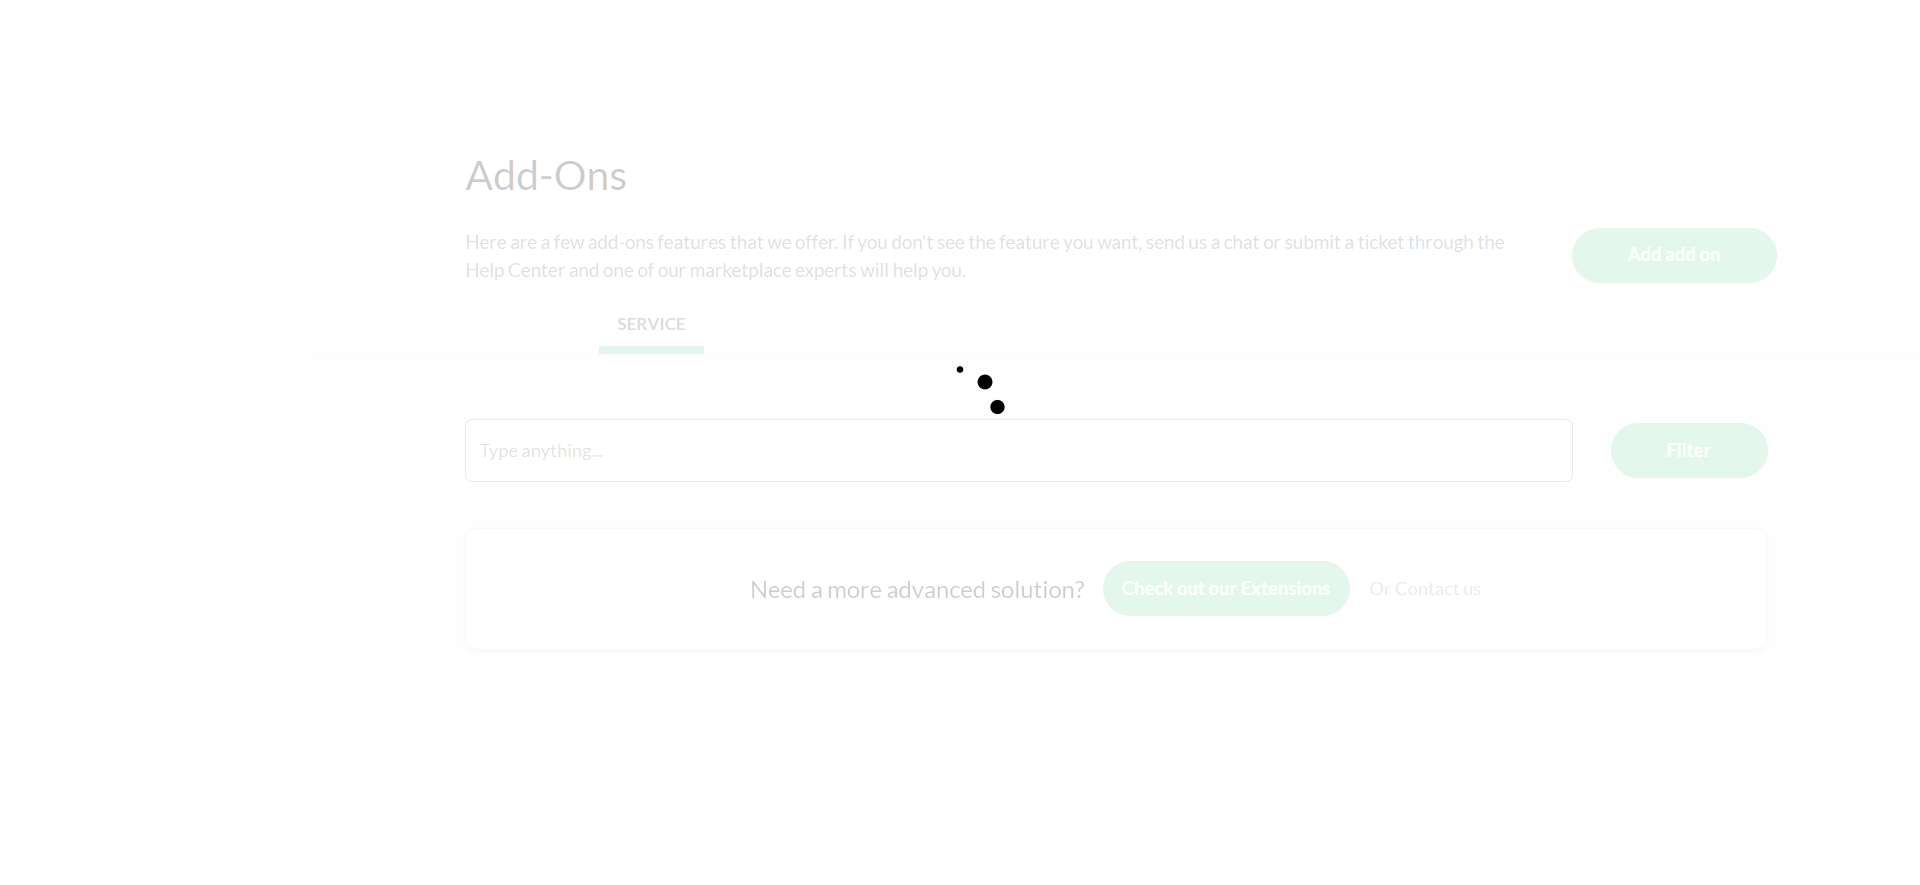 Add-Ons
Here are a few add-ons features that we offer. If you don't see the feature you want, send us a chat or submit a ticket through the
Help Center and one of our marketplace experts will help you.
Add add on
SERVICE
Type anything...
Filter
Need a more advanced solution?
Check out our Extensions
Or Contact us